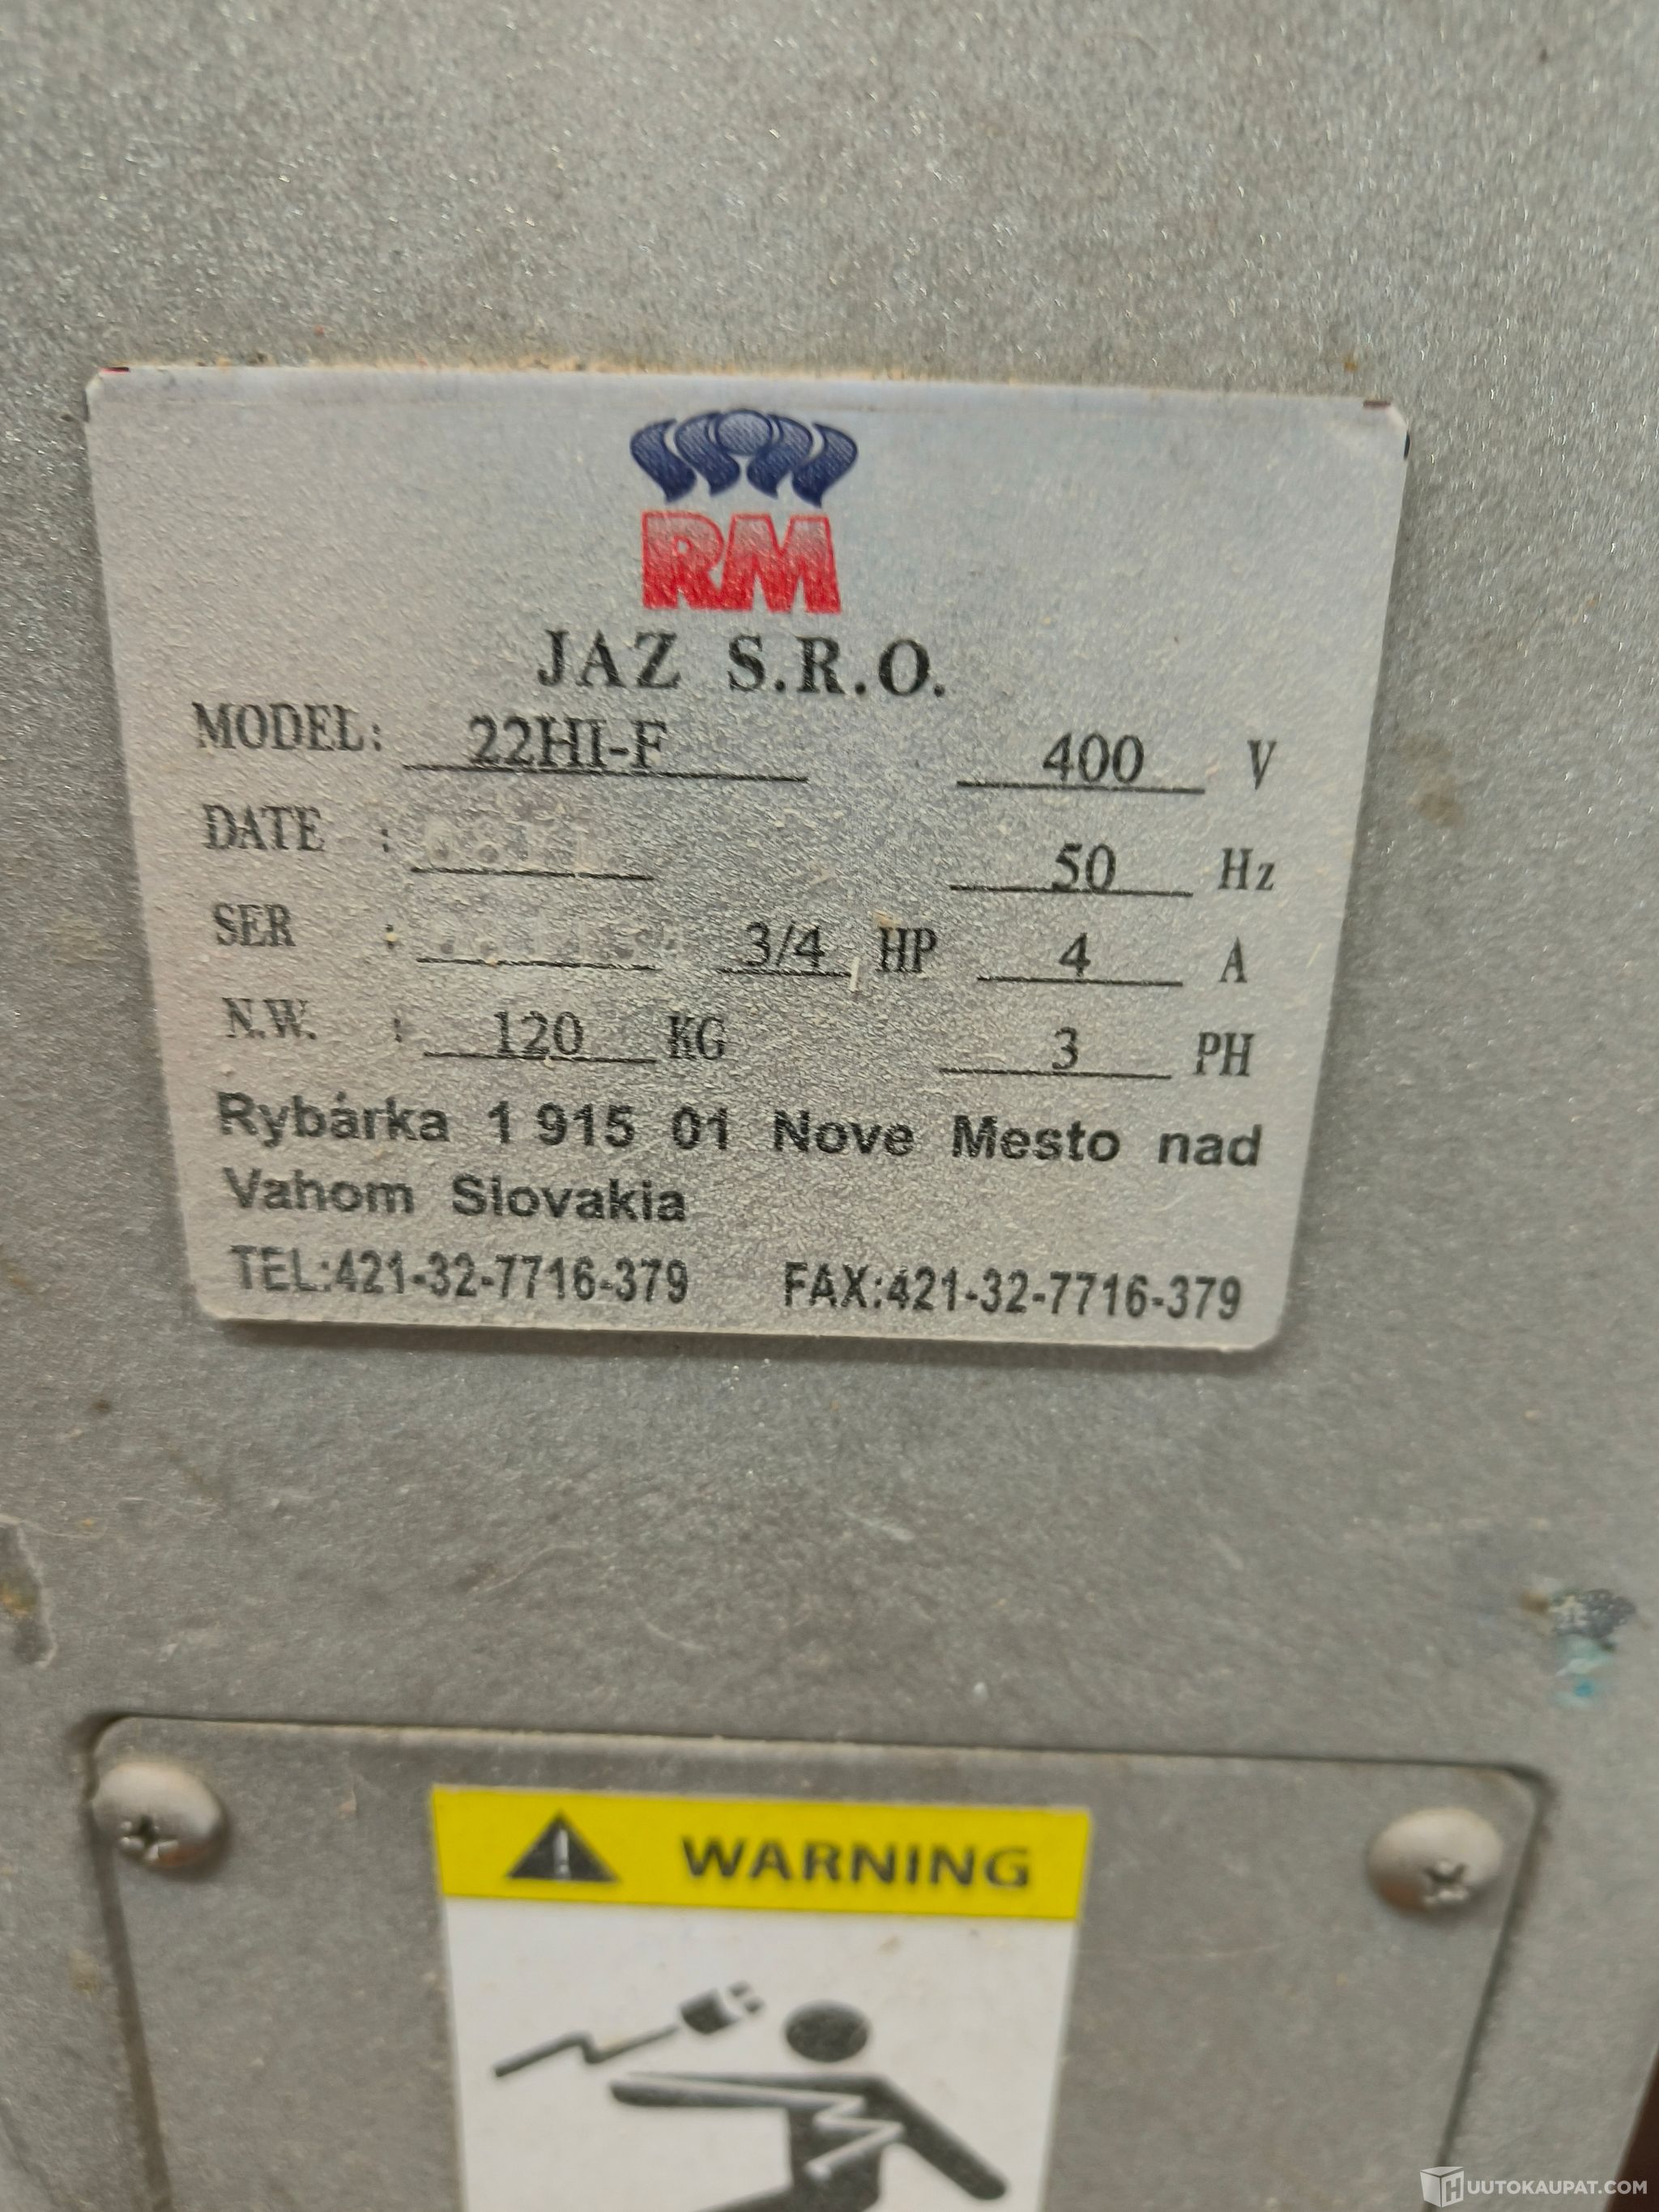 RM
JAZ S.R.O.
MODEL: 22HI-F 400 V
DATE : 50 Hz
SER : 3/4 HP 4 A
N.W. : 120 KG 3 PH
Rybárka 1 915 01 Nove Mesto nad
Vahom Slovakia
TEL:421-32-7716-379 FAX:421-32-7716-379
WARNING
HUUTOKAUPAT.COM